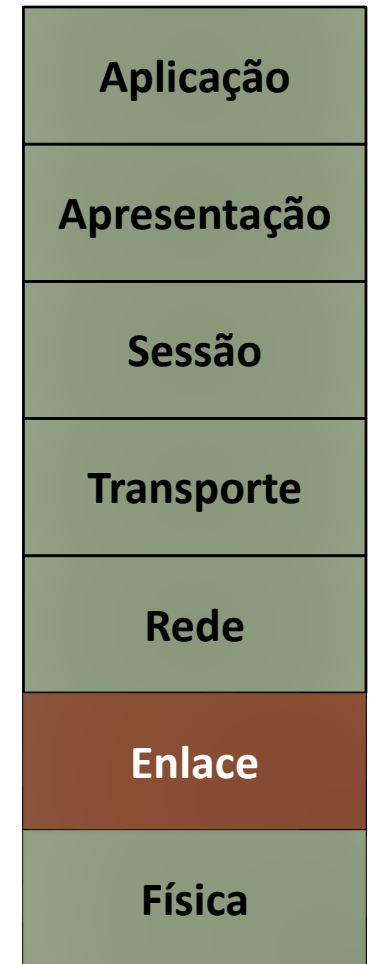 Aplicação
Apresentação
Sessão
Transporte
Rede
Enlace
Física